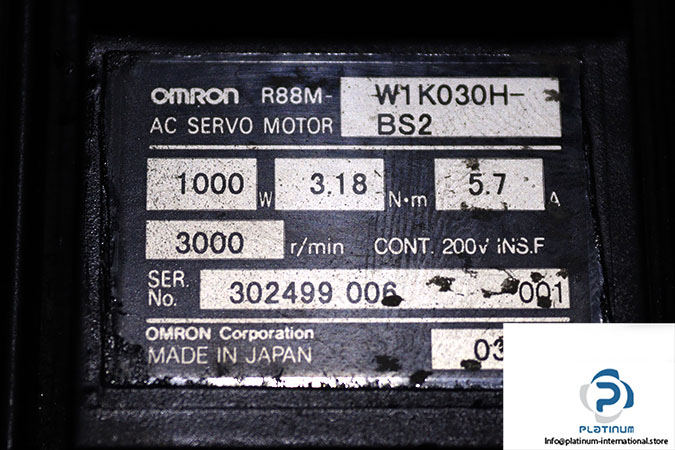 OMRON R88M- W1K030H-
AC SERVO MOTOR BS2
1000 W 3.18 N·m 5.7 A
3000 r/min CONT. 200V INS.F
SER. No. 302499 006 001
OMRON Corporation
MADE IN JAPAN 03
PLATINUM
Info@platinum-international.store